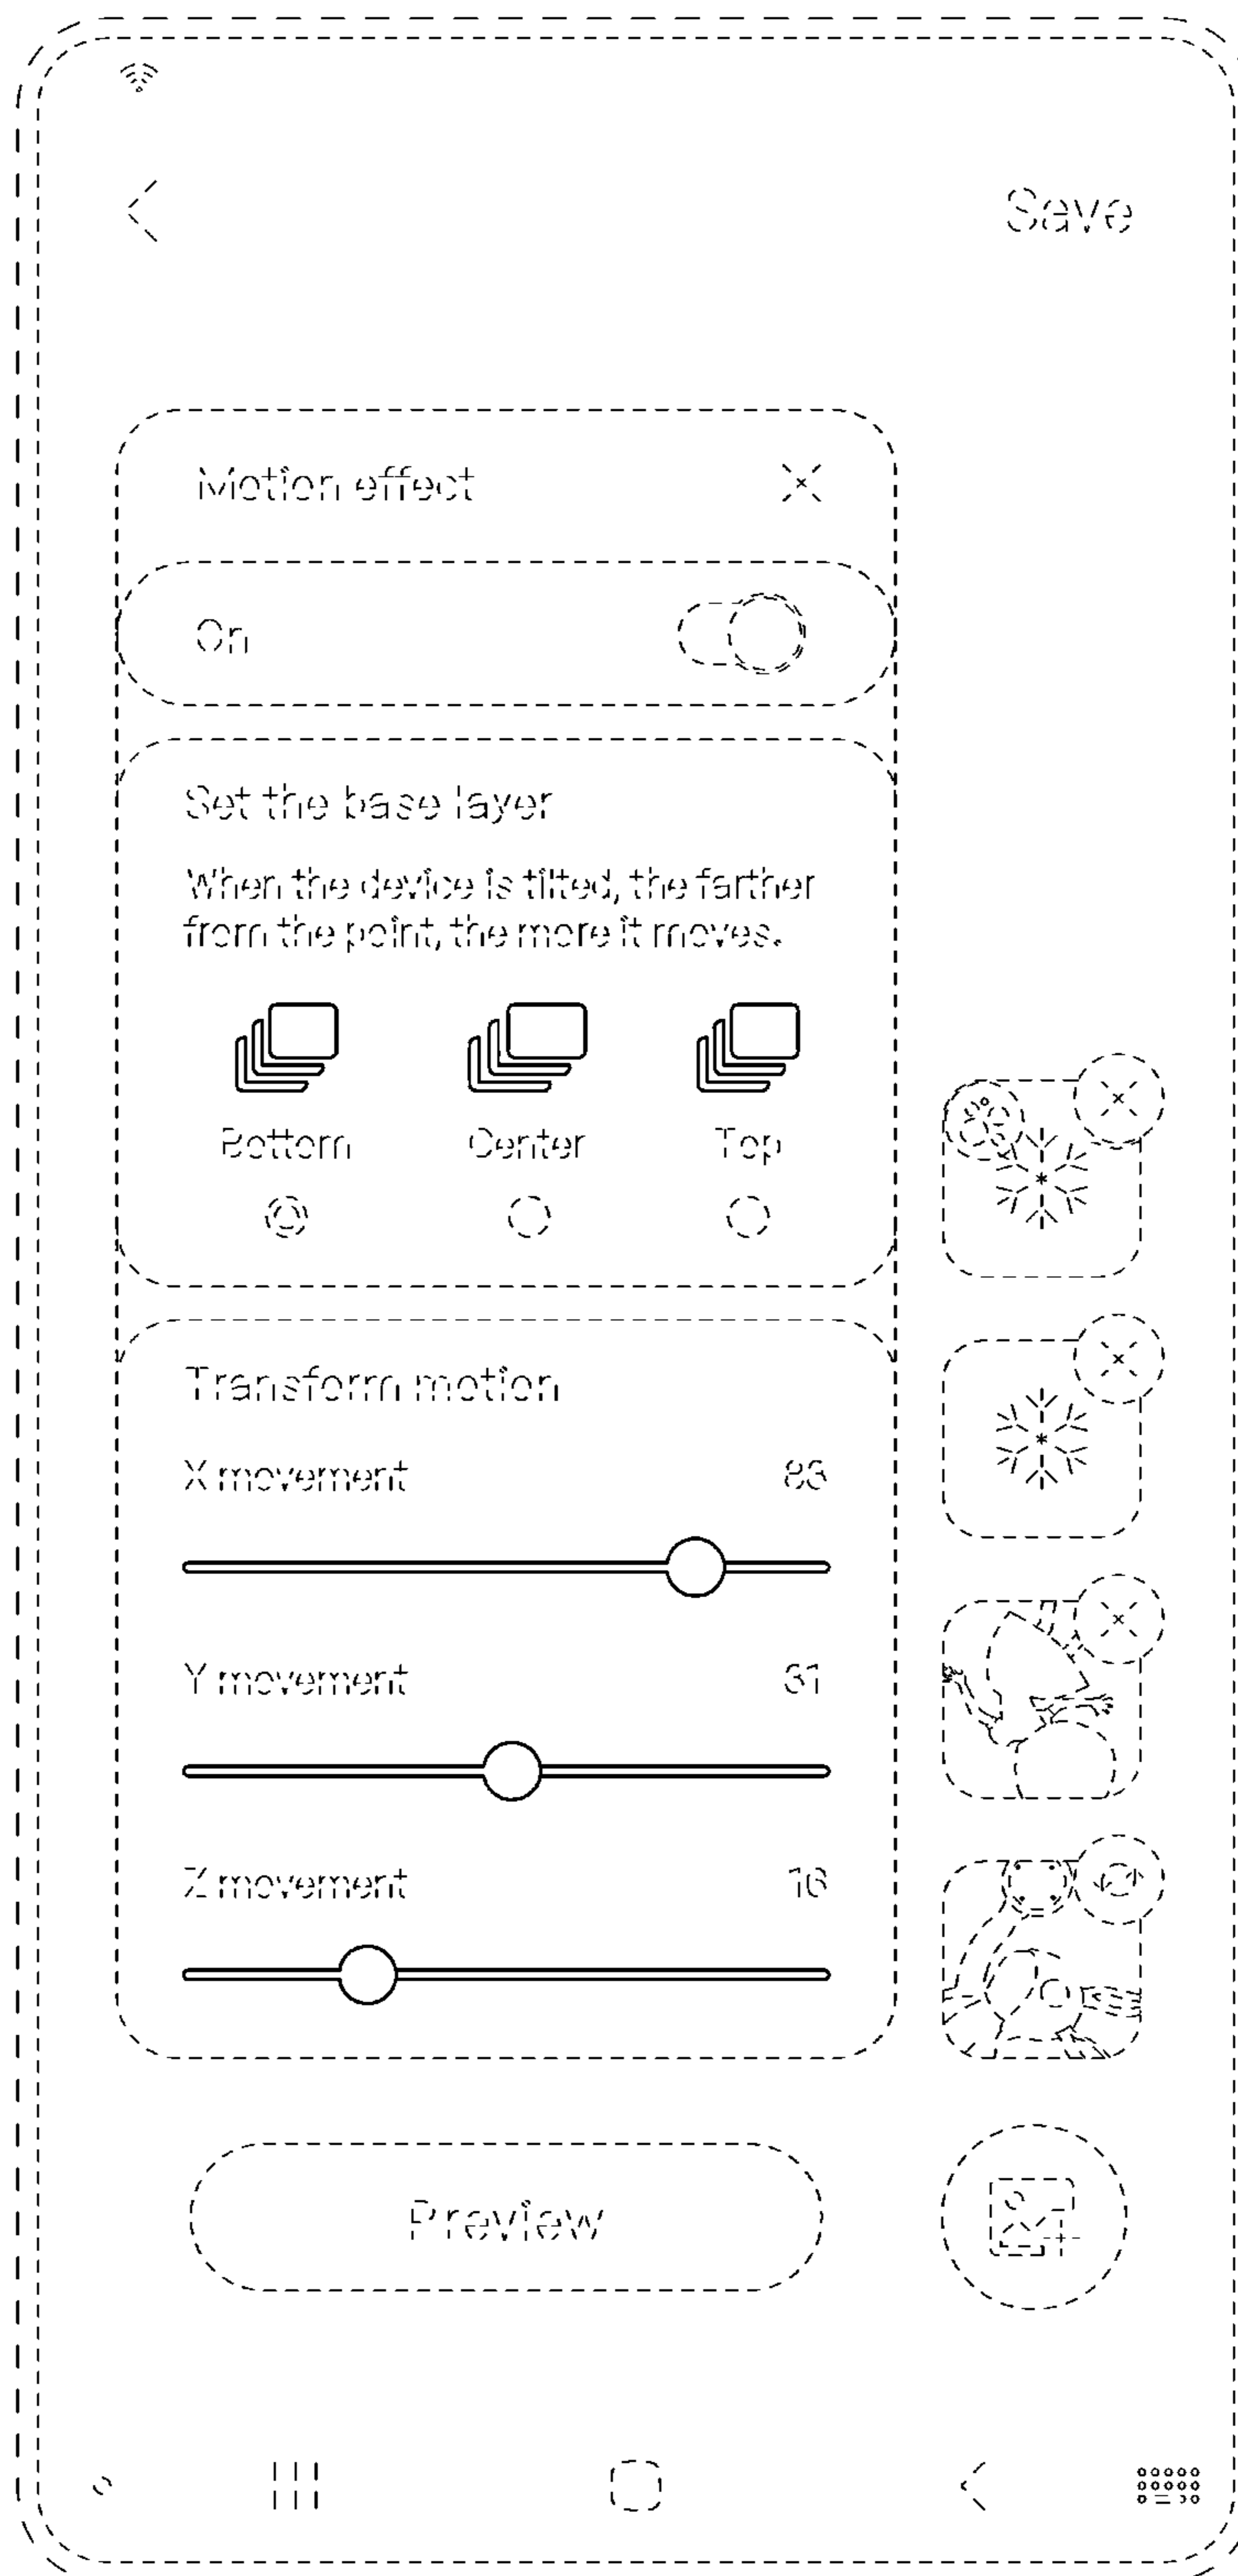 Save
Motion effect
On
Set the base layer
When the device is tilted, the farther
from the point, the more it moves.
Bottom Center Top
Transform motion
X movement 83
Y movement 31
Z movement 16
Preview